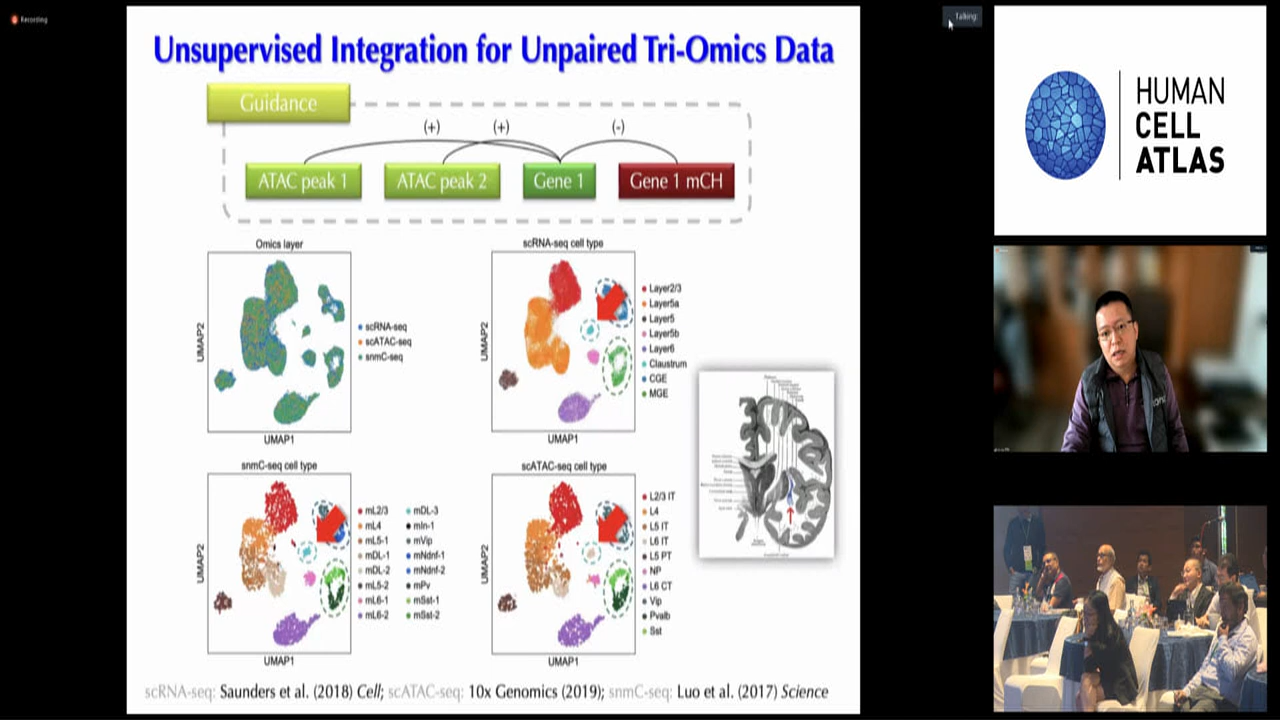 Recording
Talking:
Unsupervised Integration for Unpaired Tri-Omics Data
Guidance
(+)
(+)
(-)
ATAC peak 1
ATAC peak 2
Gene 1
Gene 1 mCH
Omics layer
UMAP2
UMAP1
scRNA-seq
scATAC-seq
snmC-seq
scRNA-seq cell type
UMAP2
UMAP1
Layer2/3
Layer5a
Layer5
Layer5b
Layer6
Claustrum
CGE
MGE
snmC-seq cell type
UMAP2
UMAP1
mL2/3
mL4
mL5-1
mDL-1
mDL-2
mL5-2
mL6-1
mL6-2
mDL-3
mIn-1
mVip
mNdnf-1
mNdnf-2
mPv
mSst-1
mSst-2
scATAC-seq cell type
UMAP2
UMAP1
L2/3 IT
L4
L5 IT
L6 IT
L5 PT
NP
L6 CT
Vip
Pvalb
Sst
scRNA-seq: Saunders et al. (2018) Cell; scATAC-seq: 10x Genomics (2019); snmC-seq: Luo et al. (2017) Science
HUMAN
CELL
ATLAS